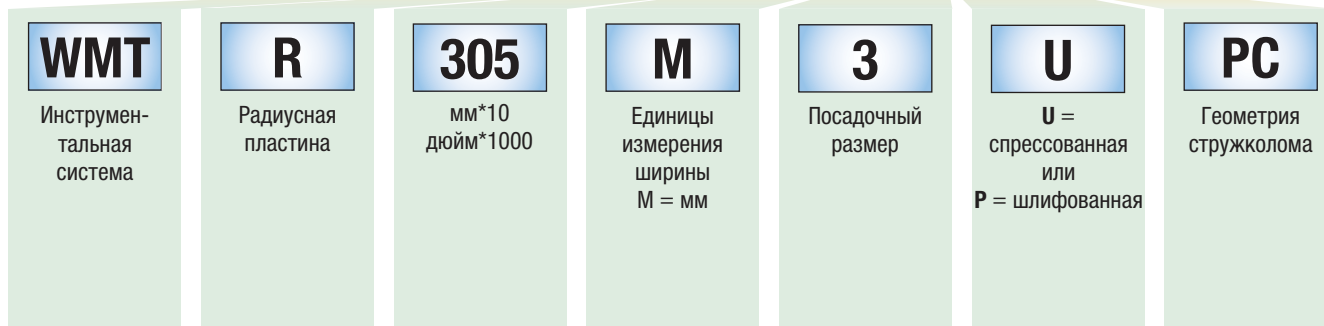 WMT
Инструмен-
тальная
система
R
Радиусная
пластина
305
мм*10
дюйм*1000
M
Единицы
измерения
ширины
M = мм
3
Посадочный
размер
U
U =
спрессованная
или
P = шлифованная
PC
Геометрия
стружколома